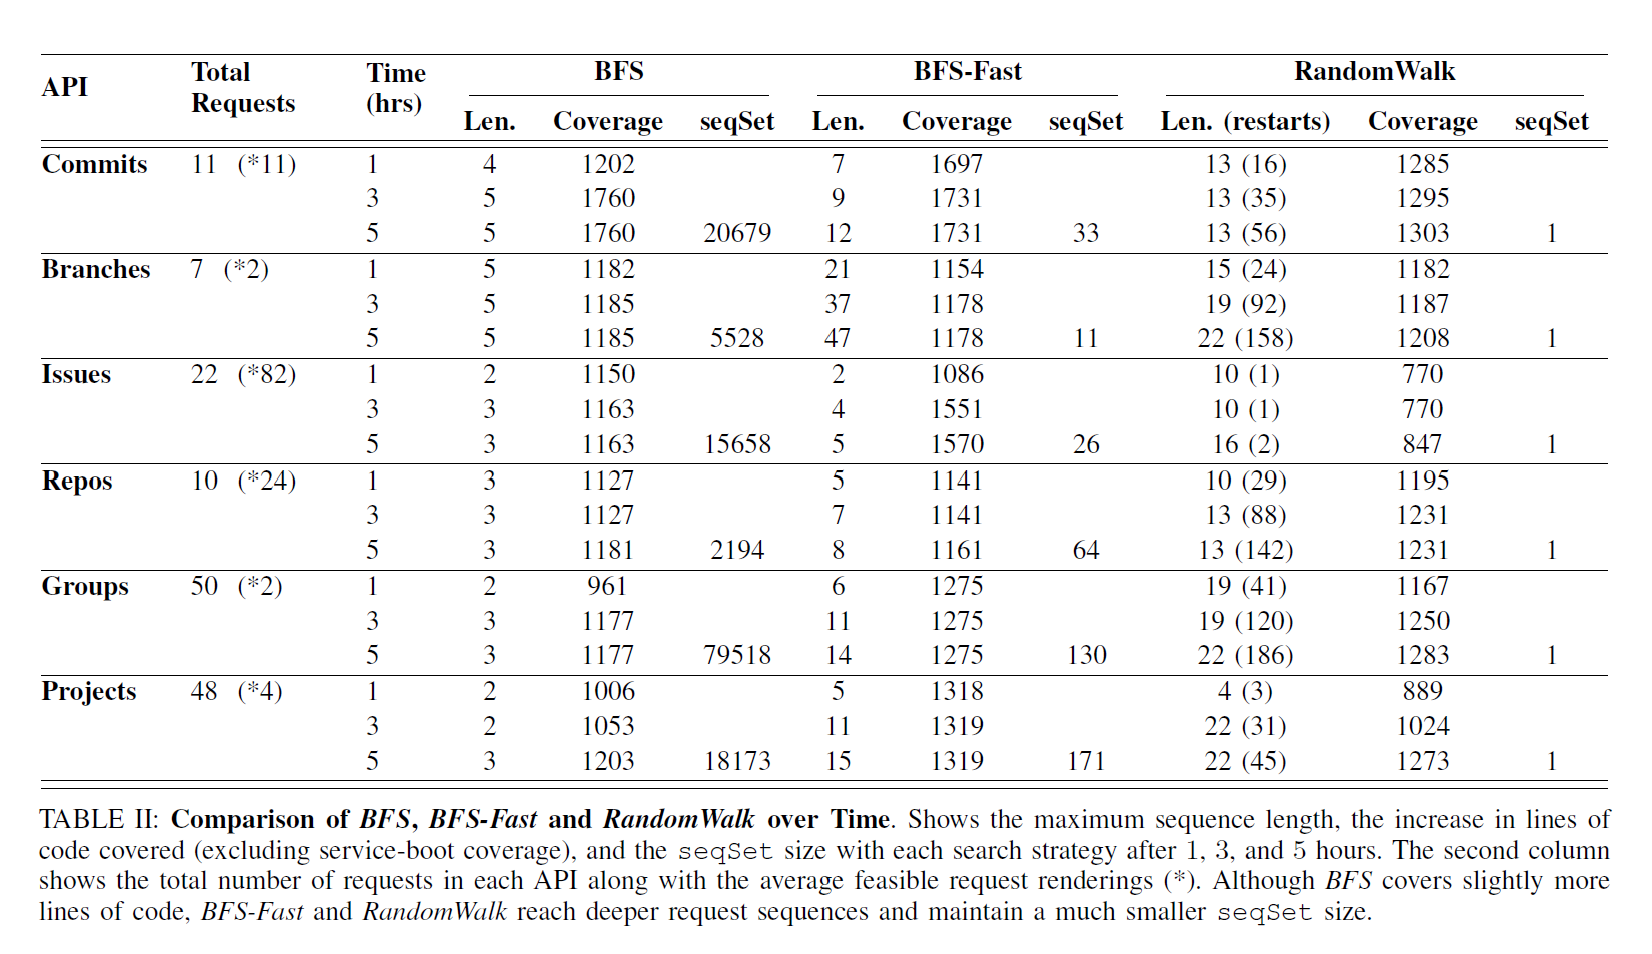 API Total Requests Time (hrs) BFS BFS-Fast RandomWalk
Len. Coverage seqSet Len. Coverage seqSet Len. (restarts) Coverage seqSet
Commits 11 (*11) 1 4 1202 7 1697 13 (16) 1285
3 5 1760 9 1731 13 (35) 1295
5 5 1760 20679 12 1731 33 13 (56) 1303 1
Branches 7 (*2) 1 5 1182 21 1154 15 (24) 1182
3 5 1185 37 1178 19 (92) 1187
5 5 1185 5528 47 1178 11 22 (158) 1208 1
Issues 22 (*82) 1 2 1150 2 1086 10 (1) 770
3 3 1163 4 1551 10 (1) 770
5 3 1163 15658 5 1570 26 16 (2) 847 1
Repos 10 (*24) 1 3 1127 5 1141 10 (29) 1195
3 3 1127 7 1141 13 (88) 1231
5 3 1181 2194 8 1161 64 13 (142) 1231 1
Groups 50 (*2) 1 2 961 6 1275 19 (41) 1167
3 3 1177 11 1275 19 (120) 1250
5 3 1177 79518 14 1275 130 22 (186) 1283 1
Projects 48 (*4) 1 2 1006 5 1318 4 (3) 889
3 2 1053 11 1319 22 (31) 1024
5 3 1203 18173 15 1319 171 22 (45) 1273 1
TABLE II: Comparison of BFS, BFS-Fast and RandomWalk over Time. Shows the maximum sequence length, the increase in lines of
code covered (excluding service-boot coverage), and the seqSet size with each search strategy after 1, 3, and 5 hours. The second column
shows the total number of requests in each API along with the average feasible request renderings (*). Although BFS covers slightly more
lines of code, BFS-Fast and RandomWalk reach deeper request sequences and maintain a much smaller seqSet size.